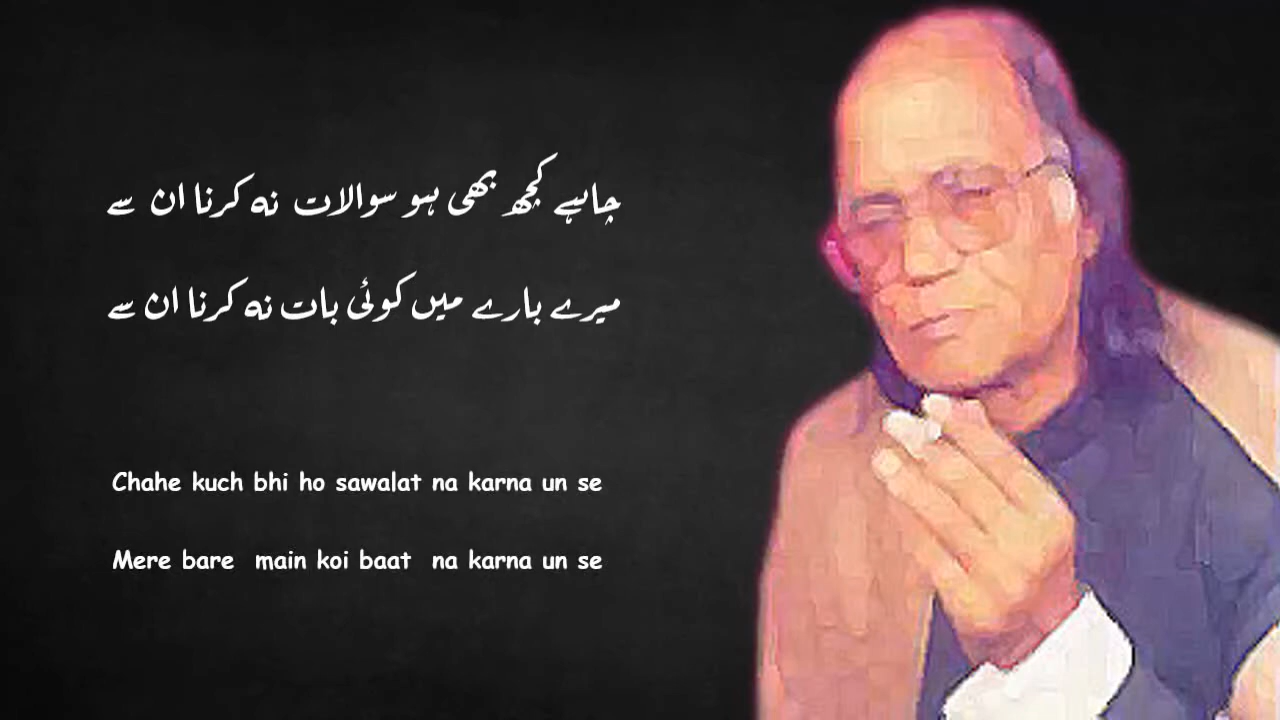 چاہے کچھ بھی ہو سوالات نہ کرنا ان سے
میرے بارے میں کوئی بات نہ کرنا ان سے
Chahe kuch bhi ho sawalat na karna un se
Mere bare main koi baat na karna un se